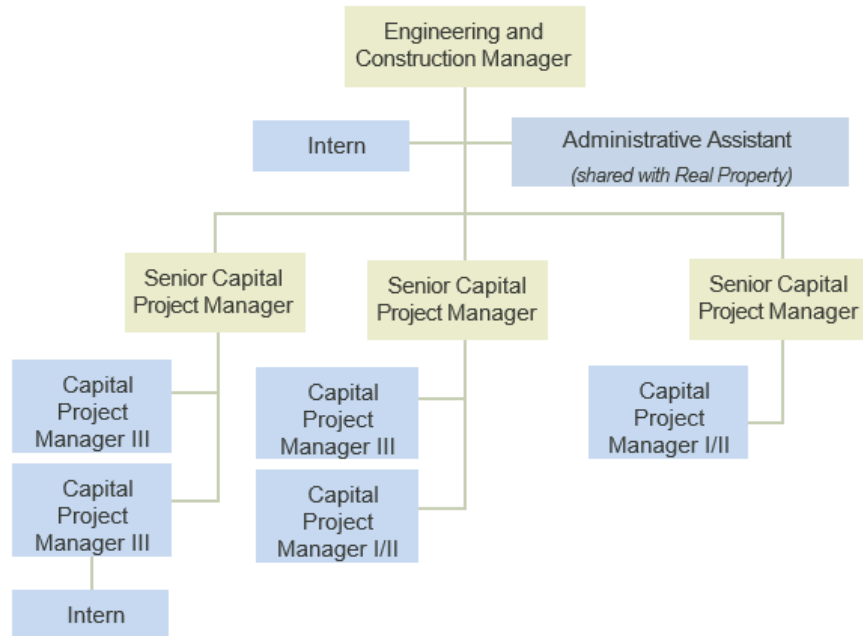 Engineering and
Construction Manager
Intern
Administrative Assistant
(shared with Real Property)
Senior Capital
Project Manager
Senior Capital
Project Manager
Senior Capital
Project Manager
Capital
Project
Manager III
Capital
Project
Manager III
Capital
Project
Manager I/II
Capital
Project
Manager III
Capital
Project
Manager I/II
Intern